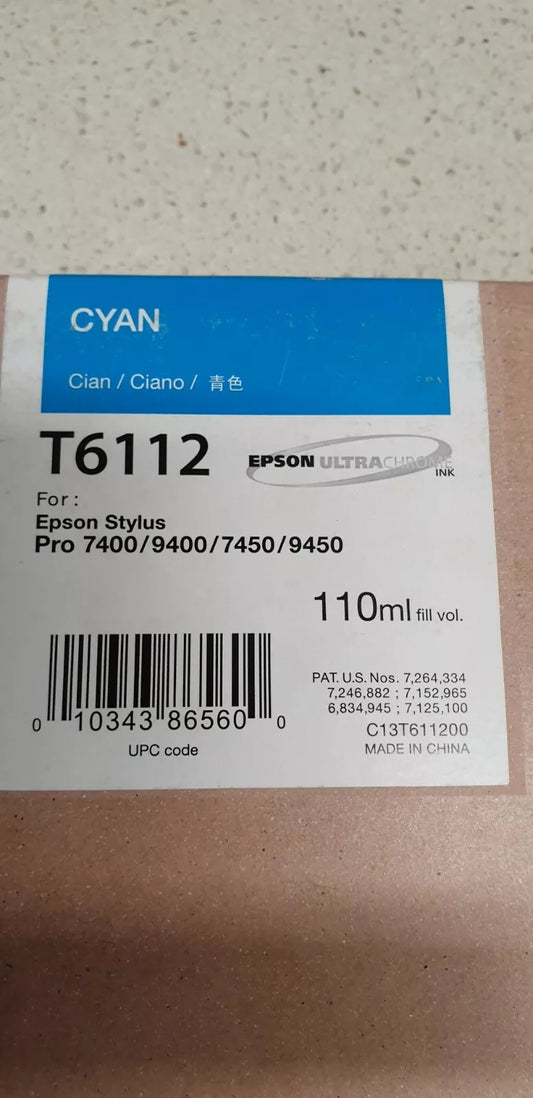 CYAN
Cian / Ciano / 青色
T6112
EPSON ULTRACHROME
INK
For :
Epson Stylus
Pro 7400/9400/7450/9450
110ml fill vol.
PAT. U.S. Nos. 7,264,334
7,246,882 ; 7,152,965
6,834,945 ; 7,125,100
C13T611200
MADE IN CHINA
0 10343 86560 0
UPC code